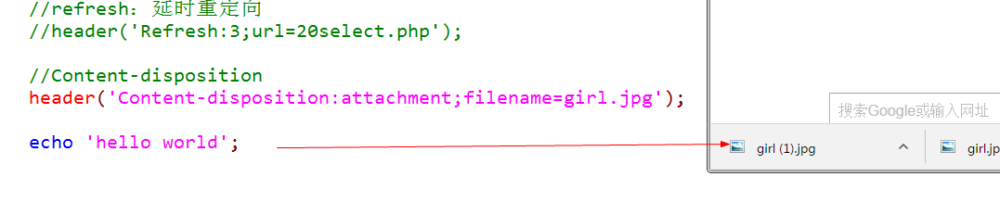 //refresh：延时重定向
//header('Refresh:3;url=20select.php');
//Content-disposition
header('Content-disposition:attachment;filename=girl.jpg');
echo 'hello world';
搜索Google或输入网址
girl (1).jpg
girl.jp